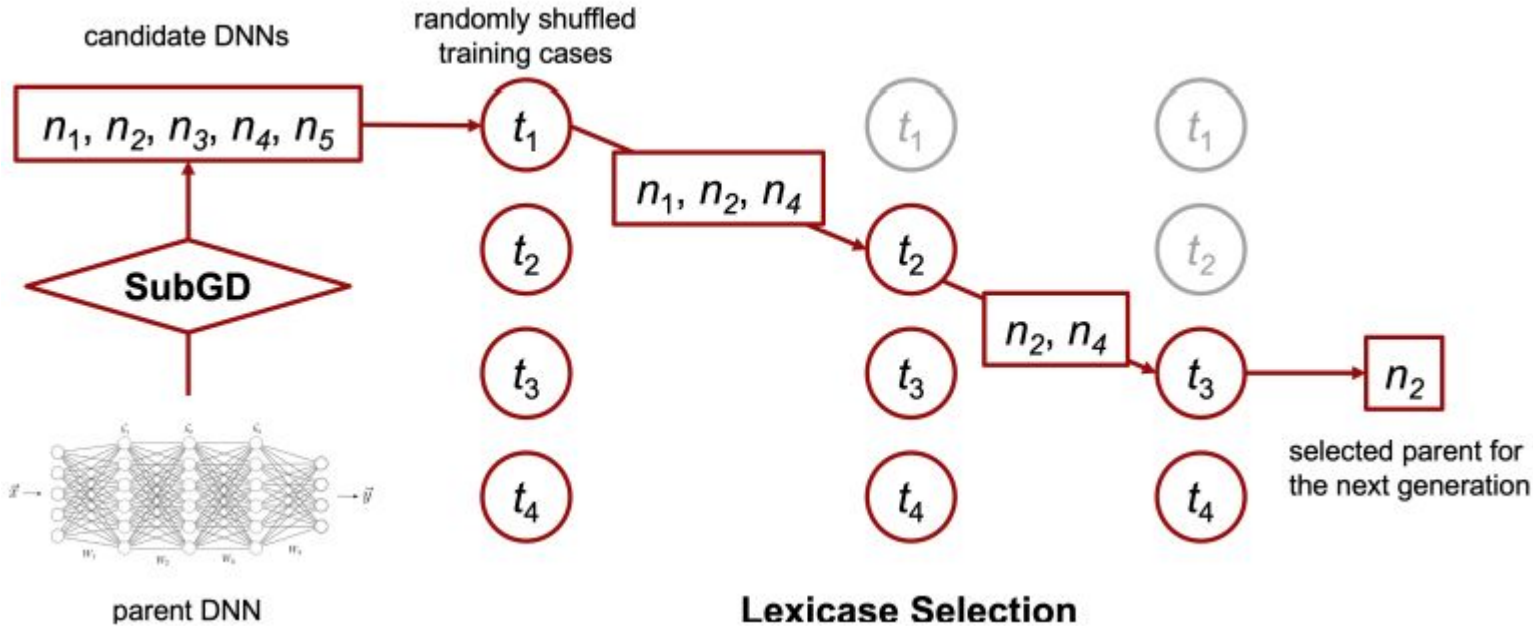 candidate DNNs
randomly shuffled
training cases
n₁, n₂, n₃, n₄, n₅
t₁
t₁
t₁
n₁, n₂, n₄
t₂
t₂
t₂
SubGD
n₂, n₄
t₃
t₃
t₃
n₂
selected parent for
the next generation
t₄
t₄
t₄
x⃗
y⃗
W₁
parent DNN
Lexicase Selection